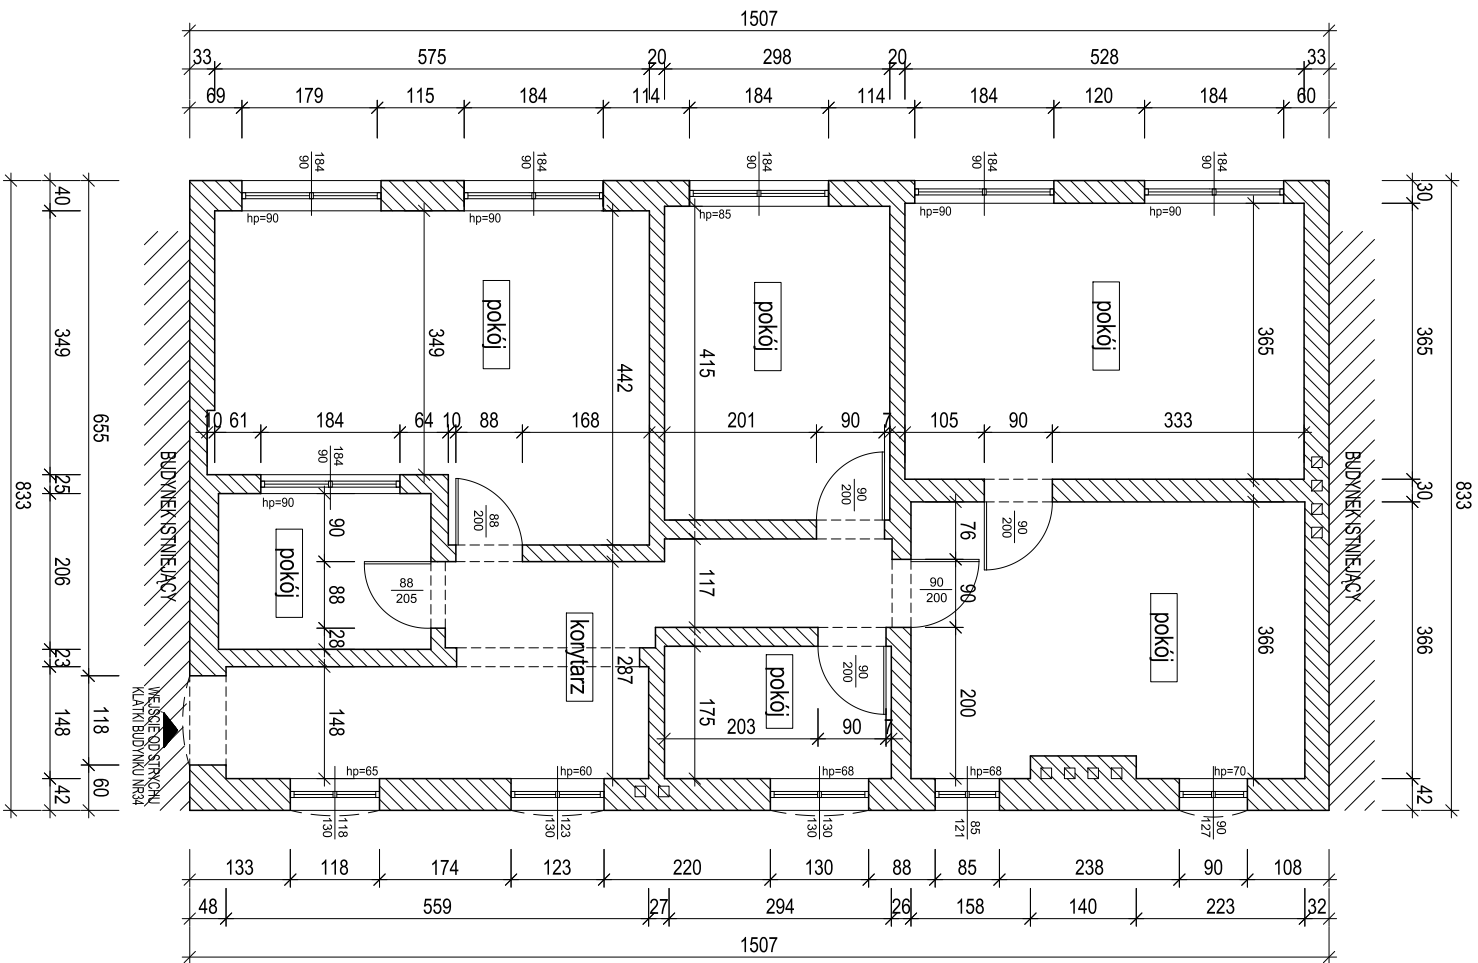 1507
33 575 20 298 20 528 33
69 179 115 184 114 184 114 184 120 184 60
184
90
184
90
184
90
184
90
184
90
hp=90
hp=90
hp=85
hp=90
hp=90
833
40 349 25 206 23 148 42
655 118 60
30 365 30 366 42
833
BUDYNEK ISTNIEJĄCY
BUDYNEK ISTNIEJĄCY
pokój
pokój
pokój
349
442
415
365
10 61 184 64 10 88 168 201 90 7 105 90 333
184
90
hp=90
88
200
90
200
90
200
pokój
90
88
28
88
205
117
90
200
76
90
200
korytarz
287
pokój
366
pokój
90
200
175
203 90 7
148
WEJŚCIE OD STRYCHU
KLATKI BUDYNKU NR34
hp=65
hp=60
hp=68
hp=68
hp=70
118
130
123
130
130
130
85
121
90
127
133 118 174 123 220 130 88 85 238 90 108
48 559 27 294 26 158 140 223 32
1507